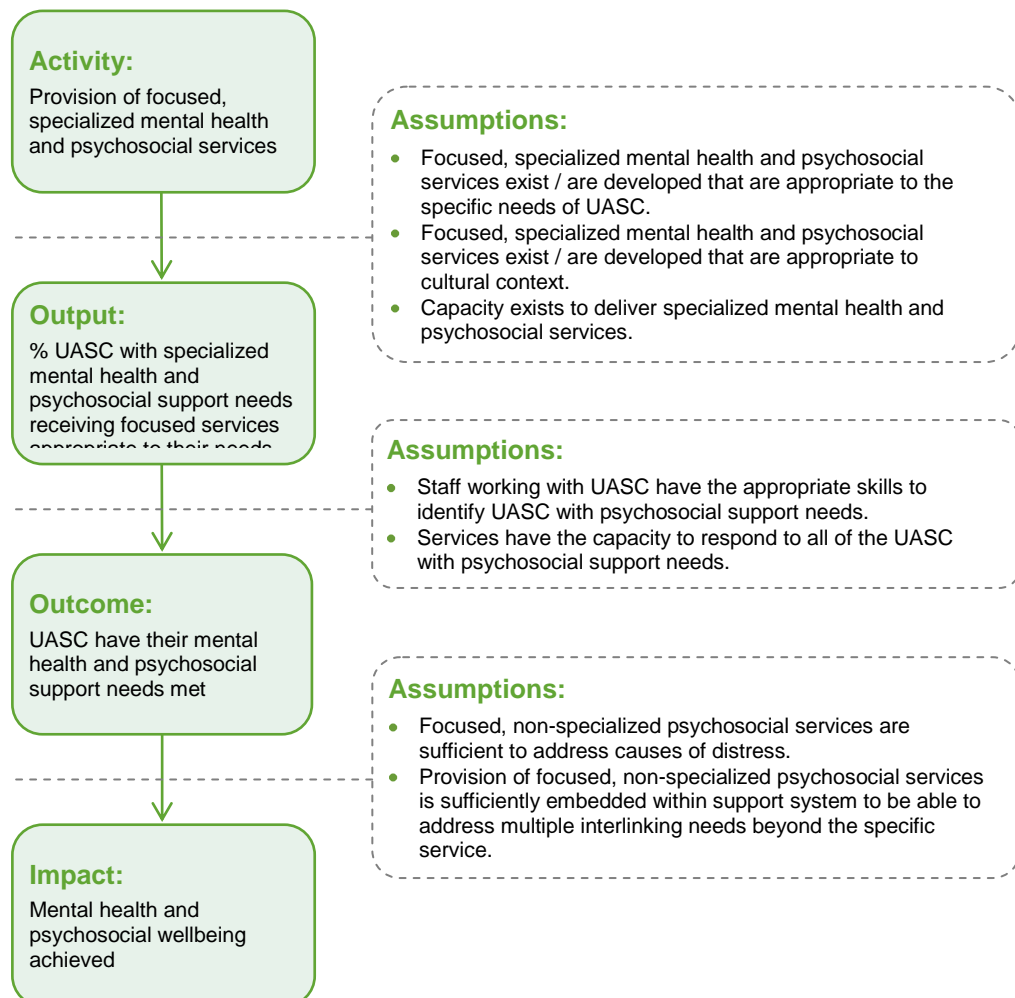 Activity:
Provision of focused,
specialized mental health
and psychosocial services
Assumptions:
• Focused, specialized mental health and psychosocial
services exist / are developed that are appropriate to the
specific needs of UASC.
• Focused, specialized mental health and psychosocial
services exist / are developed that are appropriate to
cultural context.
• Capacity exists to deliver specialized mental health and
psychosocial services.
Output:
% UASC with specialized
mental health and
psychosocial support needs
receiving focused services
appropriate to their needs
Assumptions:
• Staff working with UASC have the appropriate skills to
identify UASC with psychosocial support needs.
• Services have the capacity to respond to all of the UASC
with psychosocial support needs.
Outcome:
UASC have their mental
health and psychosocial
support needs met
Assumptions:
• Focused, non-specialized psychosocial services are
sufficient to address causes of distress.
• Provision of focused, non-specialized psychosocial services
is sufficiently embedded within support system to be able to
address multiple interlinking needs beyond the specific
service.
Impact:
Mental health and
psychosocial wellbeing
achieved